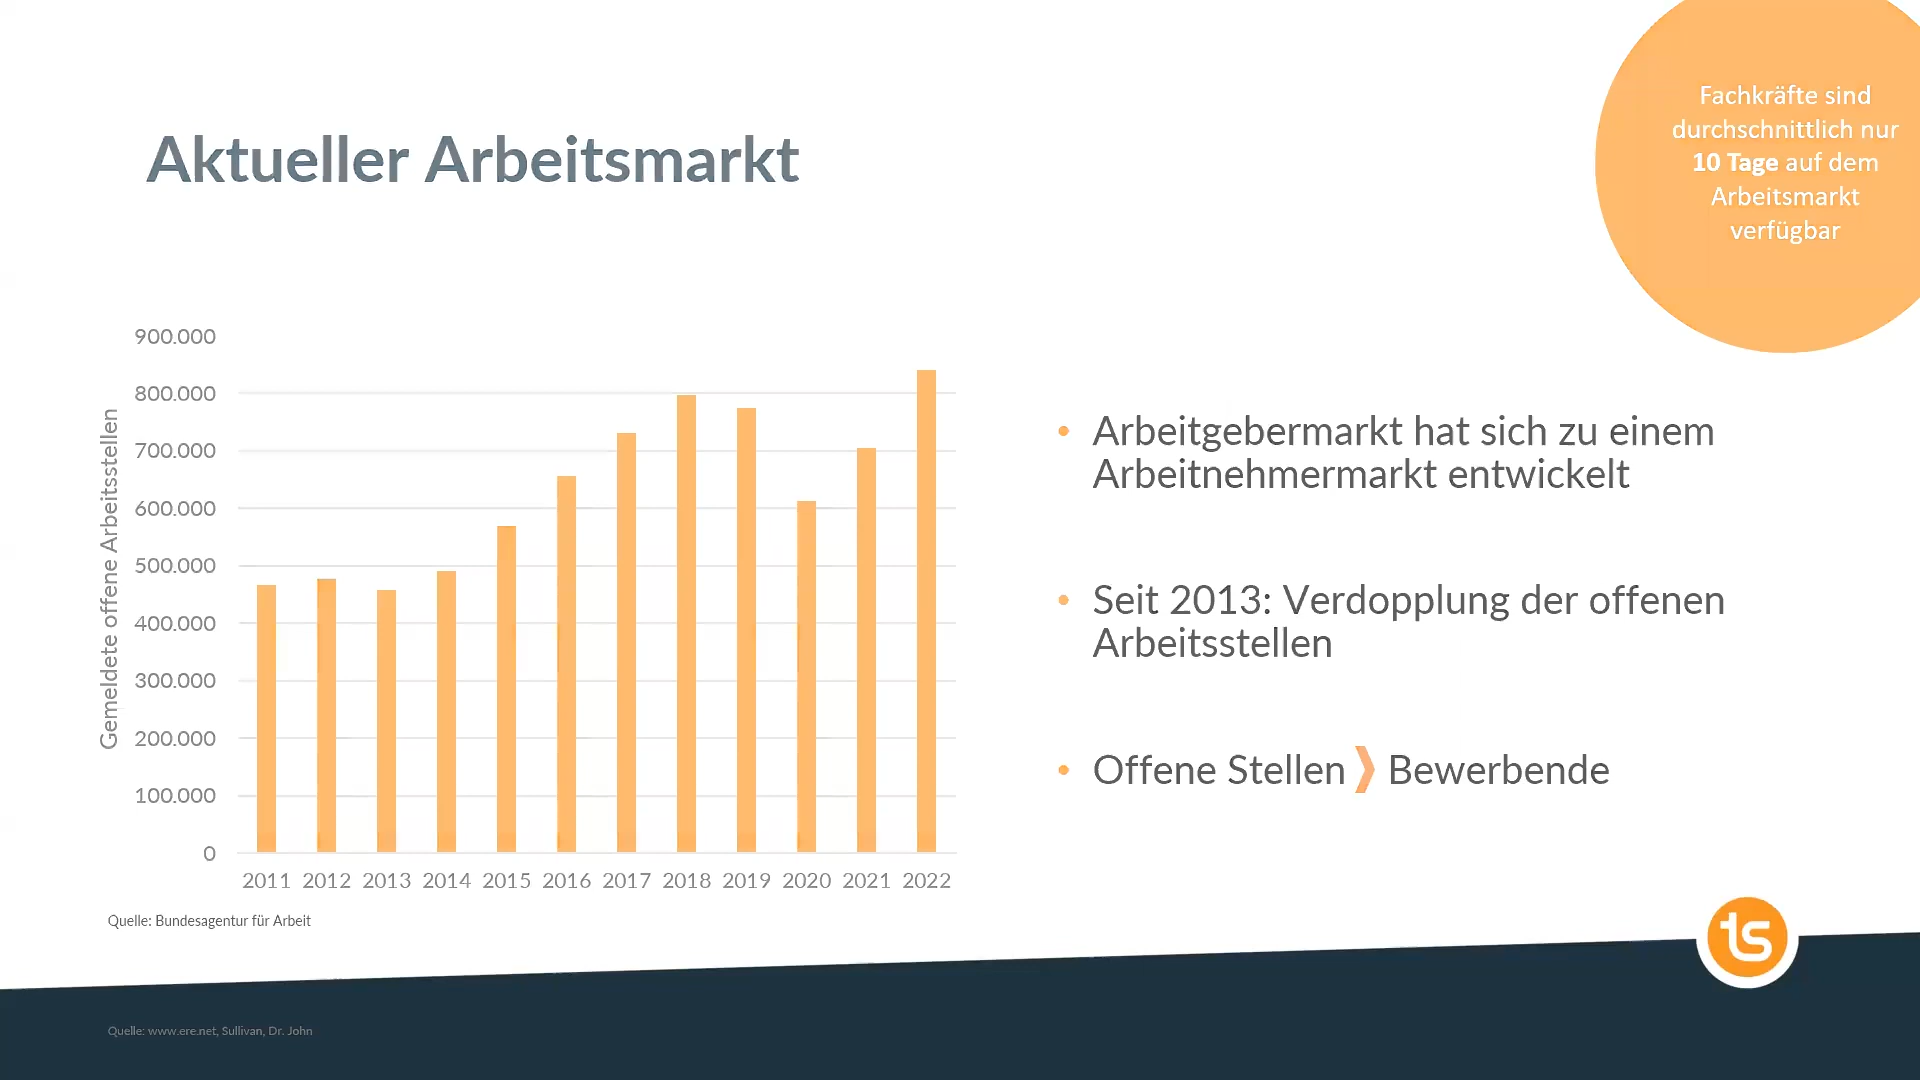 Fachkräfte sind
durchschnittlich nur
10 Tage auf dem
Arbeitsmarkt
verfügbar
Aktueller Arbeitsmarkt
Gemeldete offene Arbeitsstellen
900.000
800.000
700.000
600.000
500.000
400.000
300.000
200.000
100.000
0
2011 2012 2013 2014 2015 2016 2017 2018 2019 2020 2021 2022
Quelle: Bundesagentur für Arbeit
• Arbeitgebermarkt hat sich zu einem
Arbeitnehmermarkt entwickelt
• Seit 2013: Verdopplung der offenen
Arbeitsstellen
• Offene Stellen 》 Bewerbende
ts
Quelle: www.ere.net, Sullivan, Dr. John